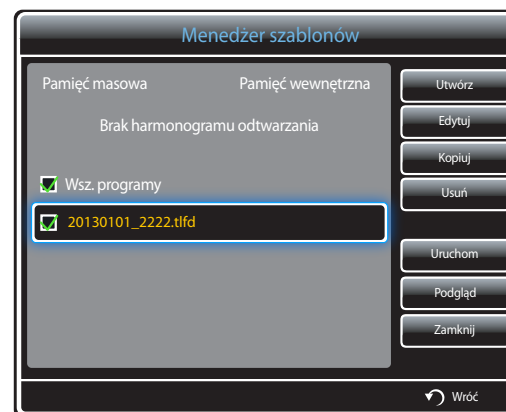 Menedżer szablonów
Pamięć masowa Pamięć wewnętrzna
Brak harmonogramu odtwarzania
Wsz. programy
20130101_2222.tlfd
Utwórz
Edytuj
Kopiuj
Usuń
Uruchom
Podgląd
Zamknij
Wróć